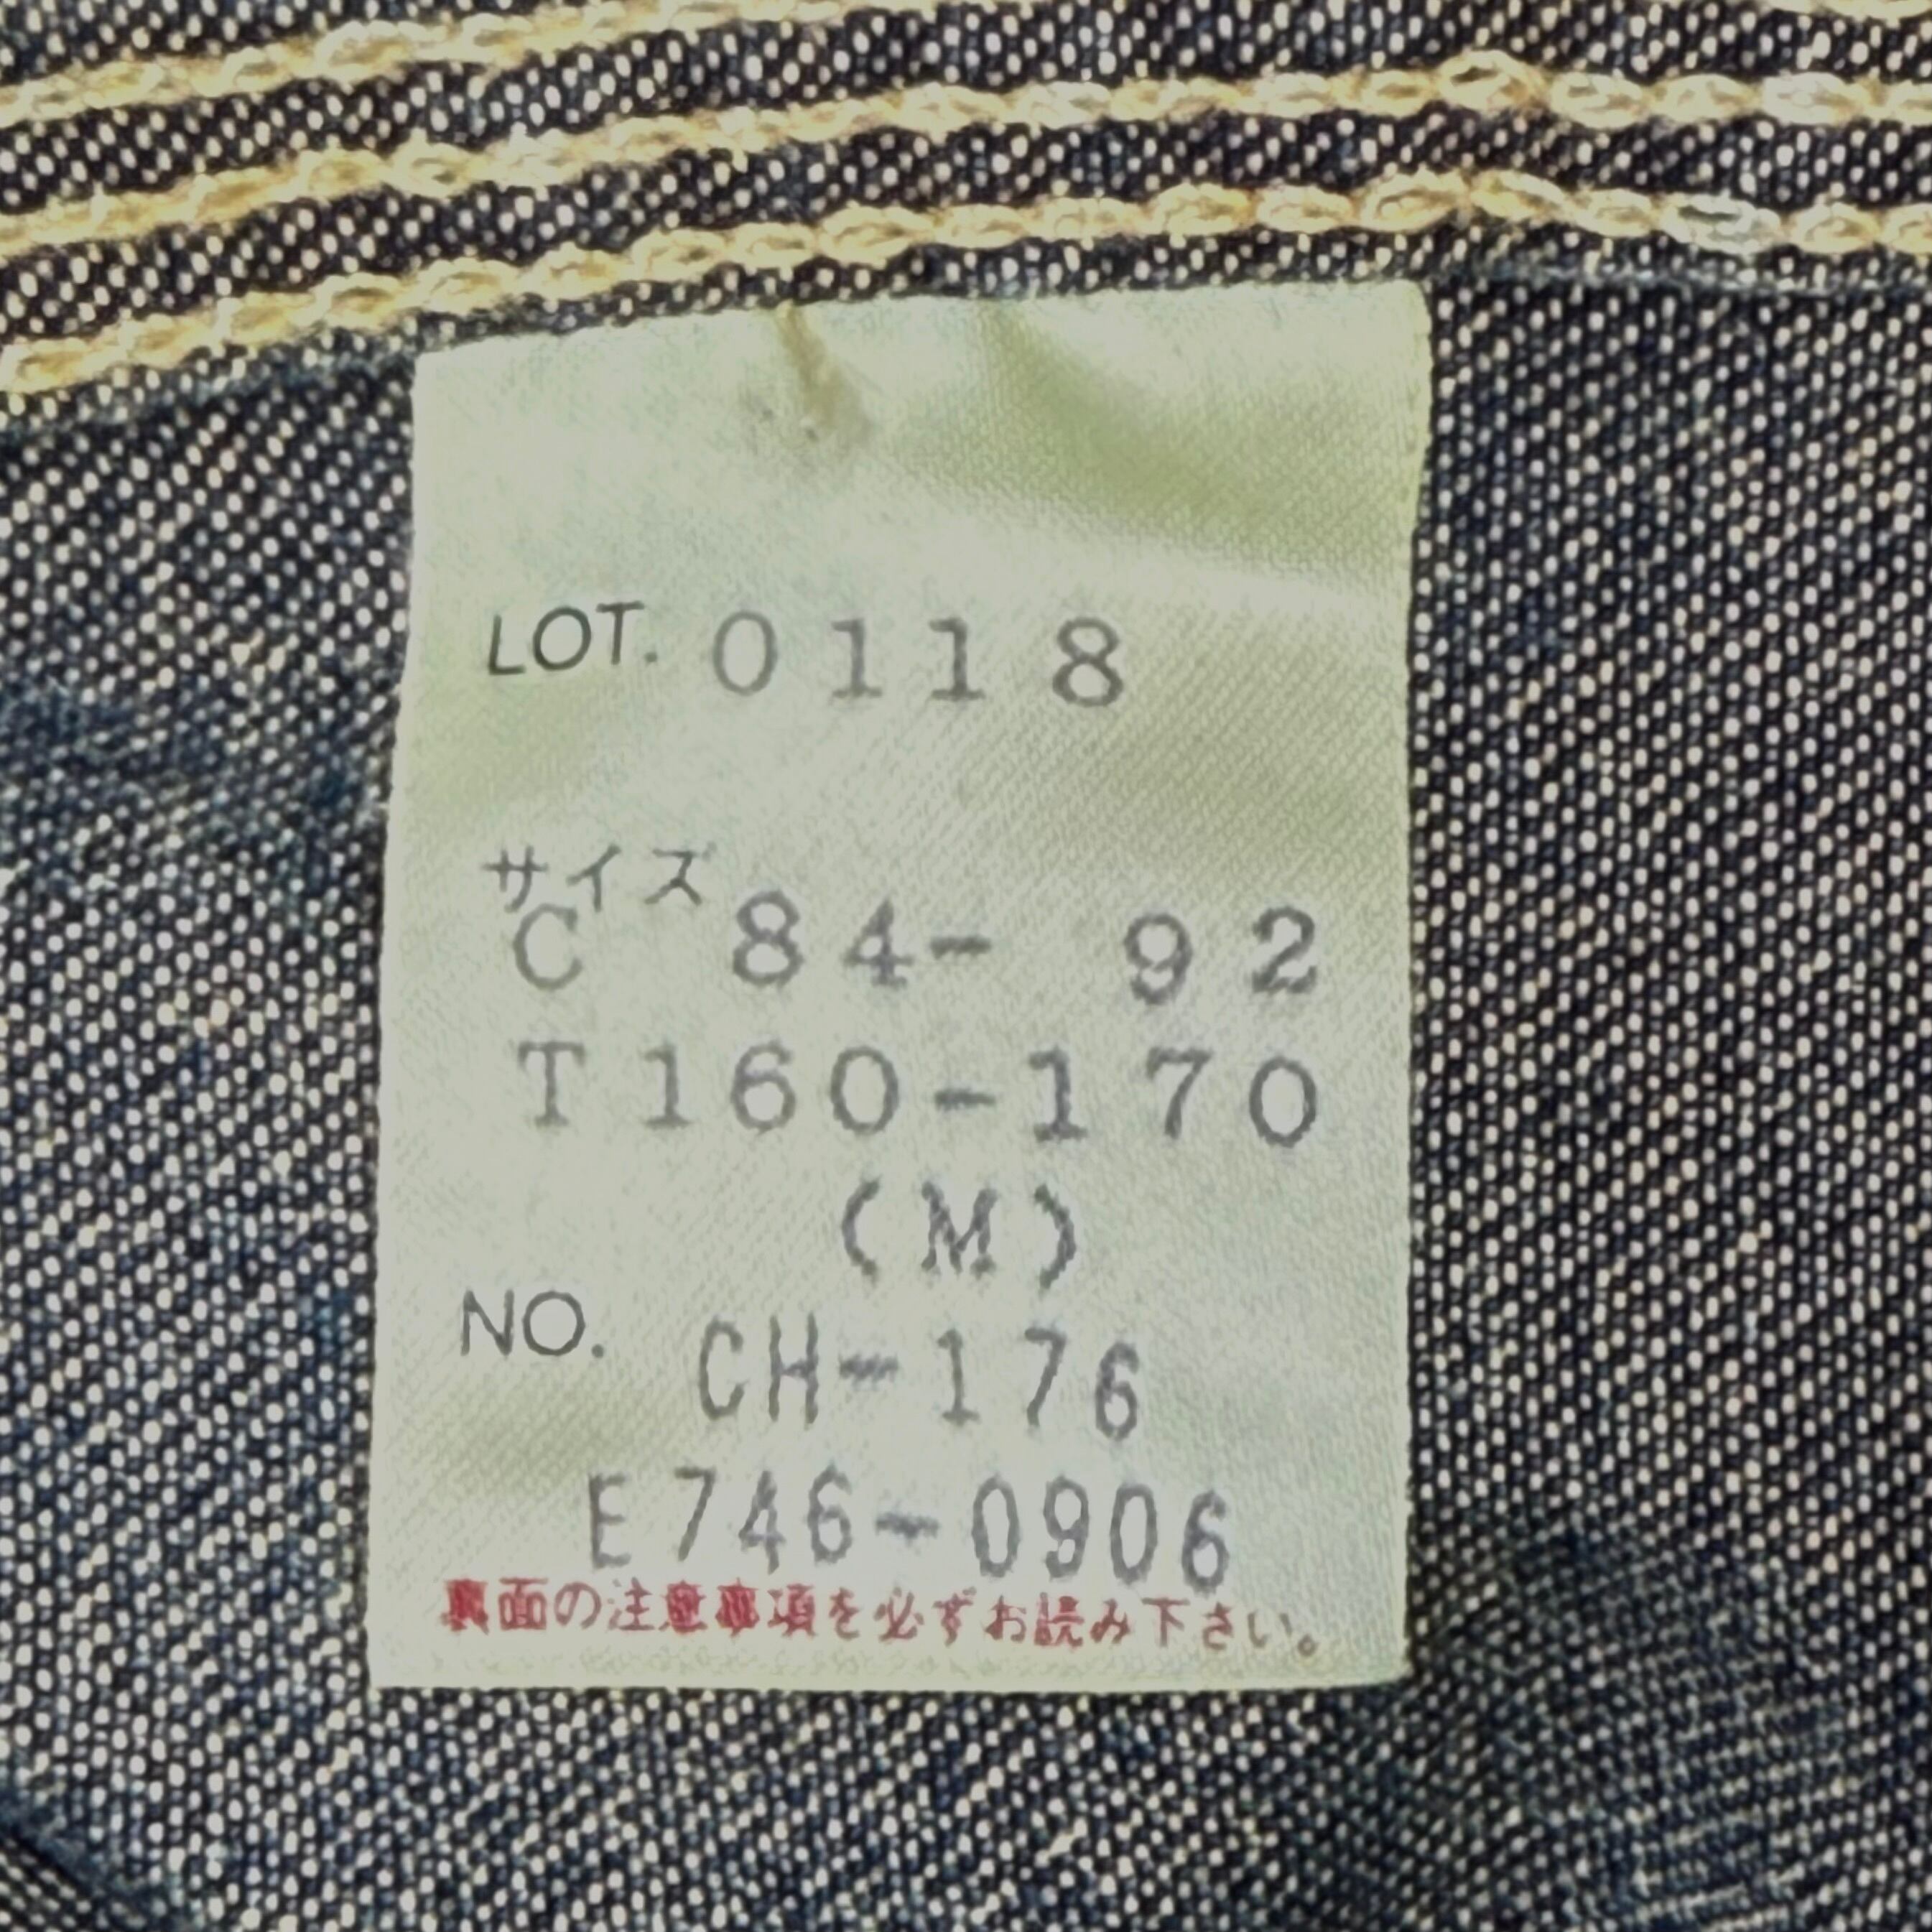 LOT. 0118
サイズ
C 84- 92
T160-170
(M)
NO. CH-176
E746-0906
裏面の注意事項を必ずお読み下さい。